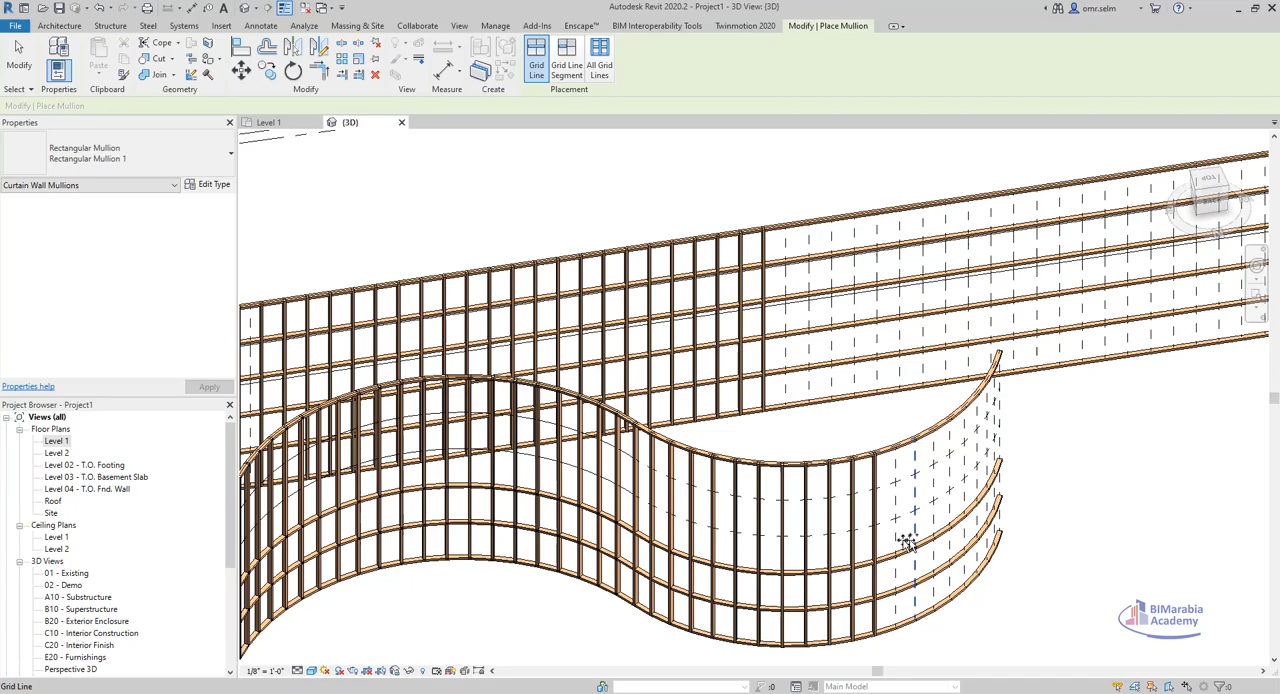 Autodesk Revit 2020.2 - Project1 - 3D View: {3D}
omr.selm
File Architecture Structure Steel Systems Insert Annotate Analyze Massing & Site Collaborate View Manage Add-Ins Enscape™ BIM Interoperability Tools Twinmotion 2020 Modify | Place Mullion
Modify
Select
Properties
Paste
Clipboard
Cope
Cut
Join
Geometry
Modify
View
Measure
Create
Grid Line
Grid Line Segment
All Grid Lines
Placement
Modify | Place Mullion
Properties
Level 1
{3D}
Rectangular Mullion
Rectangular Mullion 1
Curtain Wall Mullions
Edit Type
Properties help
Apply
Project Browser - Project1
Views (all)
Floor Plans
Level 1
Level 2
Level 02 - T.O. Footing
Level 03 - T.O. Basement Slab
Level 04 - T.O. Fnd. Wall
Roof
Site
Ceiling Plans
Level 1
Level 2
3D Views
01 - Existing
02 - Demo
A10 - Substructure
B10 - Superstructure
B20 - Exterior Enclosure
C10 - Interior Construction
C20 - Interior Finish
E20 - Furnishings
Perspective 3D
TOP
BACK
BIMarabia
Academy
1/8" = 1'-0"
Grid Line
:0
Main Model
:0